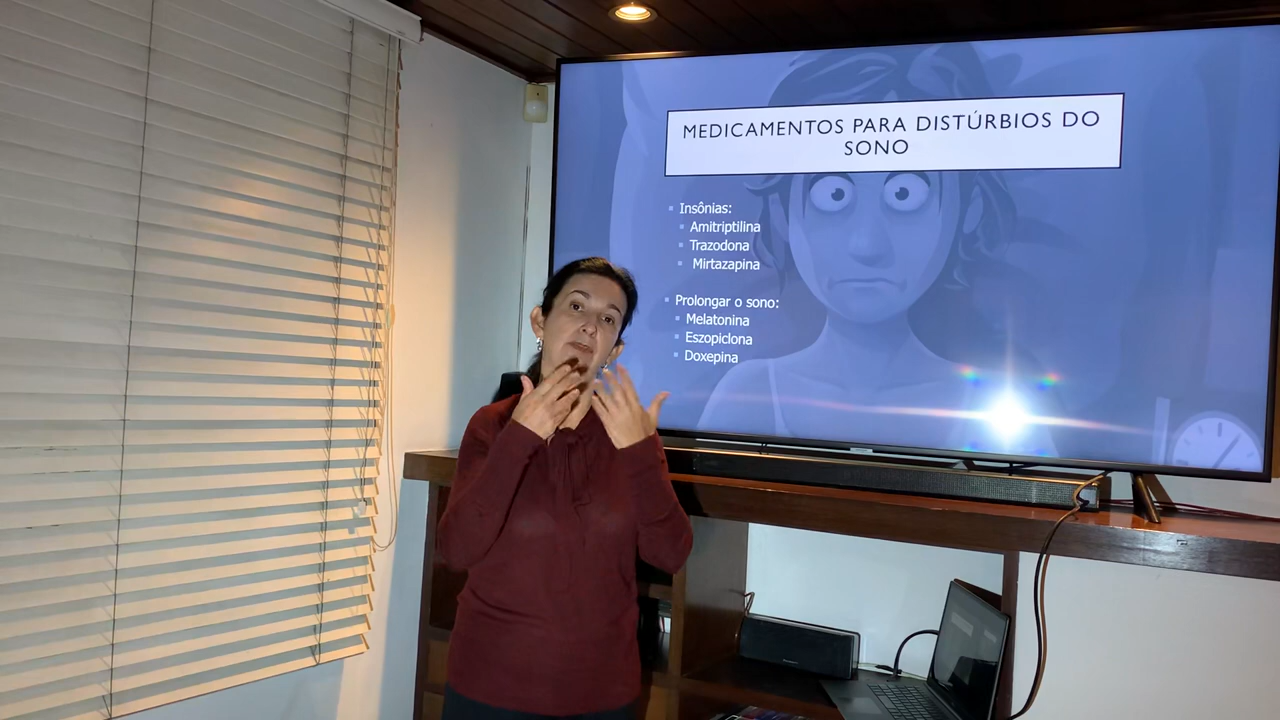 MEDICAMENTOS PARA DISTÚRBIOS DO
SONO
Insônias:
Amitriptilina
Trazodona
Mirtazapina
Prolongar o sono:
Melatonina
Eszopiclona
Doxepina